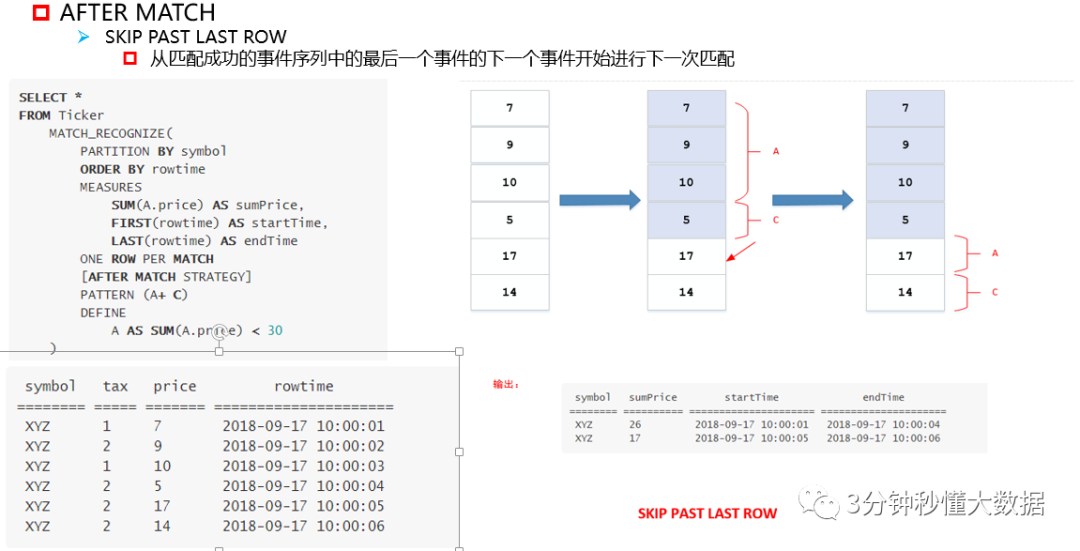 AFTER MATCH
SKIP PAST LAST ROW
从匹配成功的事件序列中的最后一个事件的下一个事件开始进行下一次匹配
SELECT *
FROM Ticker
MATCH_RECOGNIZE(
PARTITION BY symbol
ORDER BY rowtime
MEASURES
SUM(A.price) AS sumPrice,
FIRST(rowtime) AS startTime,
LAST(rowtime) AS endTime
ONE ROW PER MATCH
[AFTER MATCH STRATEGY]
PATTERN (A+ C)
DEFINE
A AS SUM(A.price) < 30
)
7 7 7
9 9 9
A
10 10 10
5 5 5
C
17 17 17
A
14 14 14
C
symbol tax price rowtime
======== ===== ======= =====================
XYZ 1 7 2018-09-17 10:00:01
XYZ 2 9 2018-09-17 10:00:02
XYZ 1 10 2018-09-17 10:00:03
XYZ 2 5 2018-09-17 10:00:04
XYZ 2 17 2018-09-17 10:00:05
XYZ 2 14 2018-09-17 10:00:06
输出：
symbol sumPrice startTime endTime
======== ========== ===================== =====================
XYZ 26 2018-09-17 10:00:01 2018-09-17 10:00:04
XYZ 17 2018-09-17 10:00:05 2018-09-17 10:00:06
SKIP PAST LAST ROW
3分钟秒懂大数据